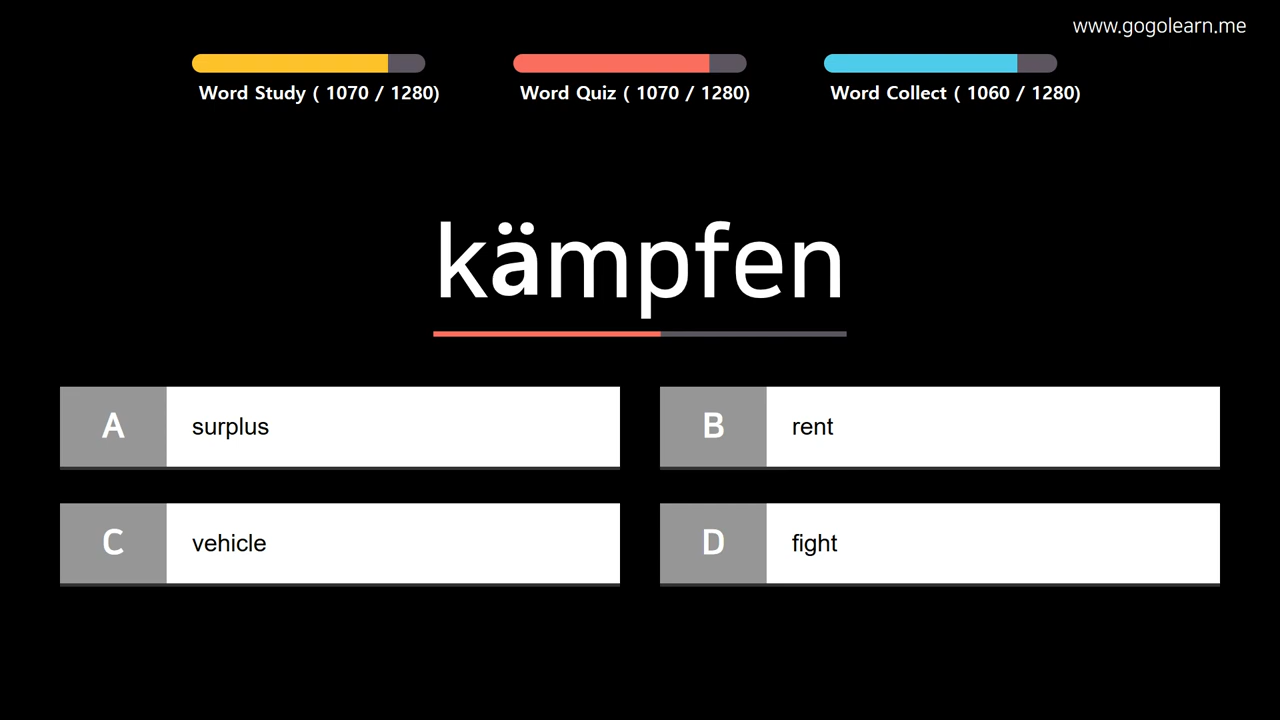 www.gogolearn.me
Word Study ( 1070 / 1280)
Word Quiz ( 1070 / 1280)
Word Collect ( 1060 / 1280)
kämpfen
A surplus
B rent
C vehicle
D fight